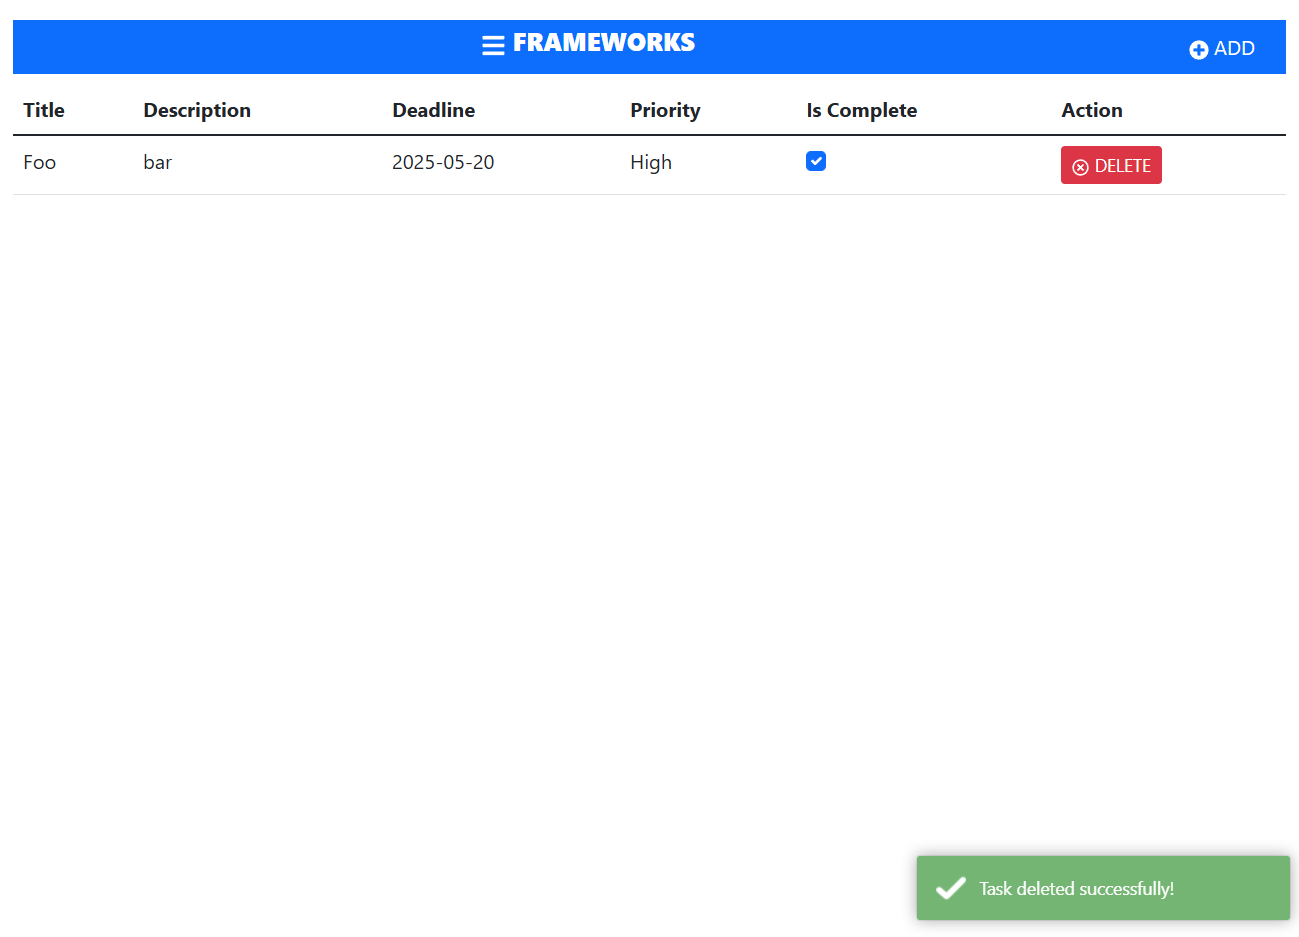 FRAMEWORKS
ADD
Title Description Deadline Priority Is Complete Action
Foo bar 2025-05-20 High DELETE
Task deleted successfully!